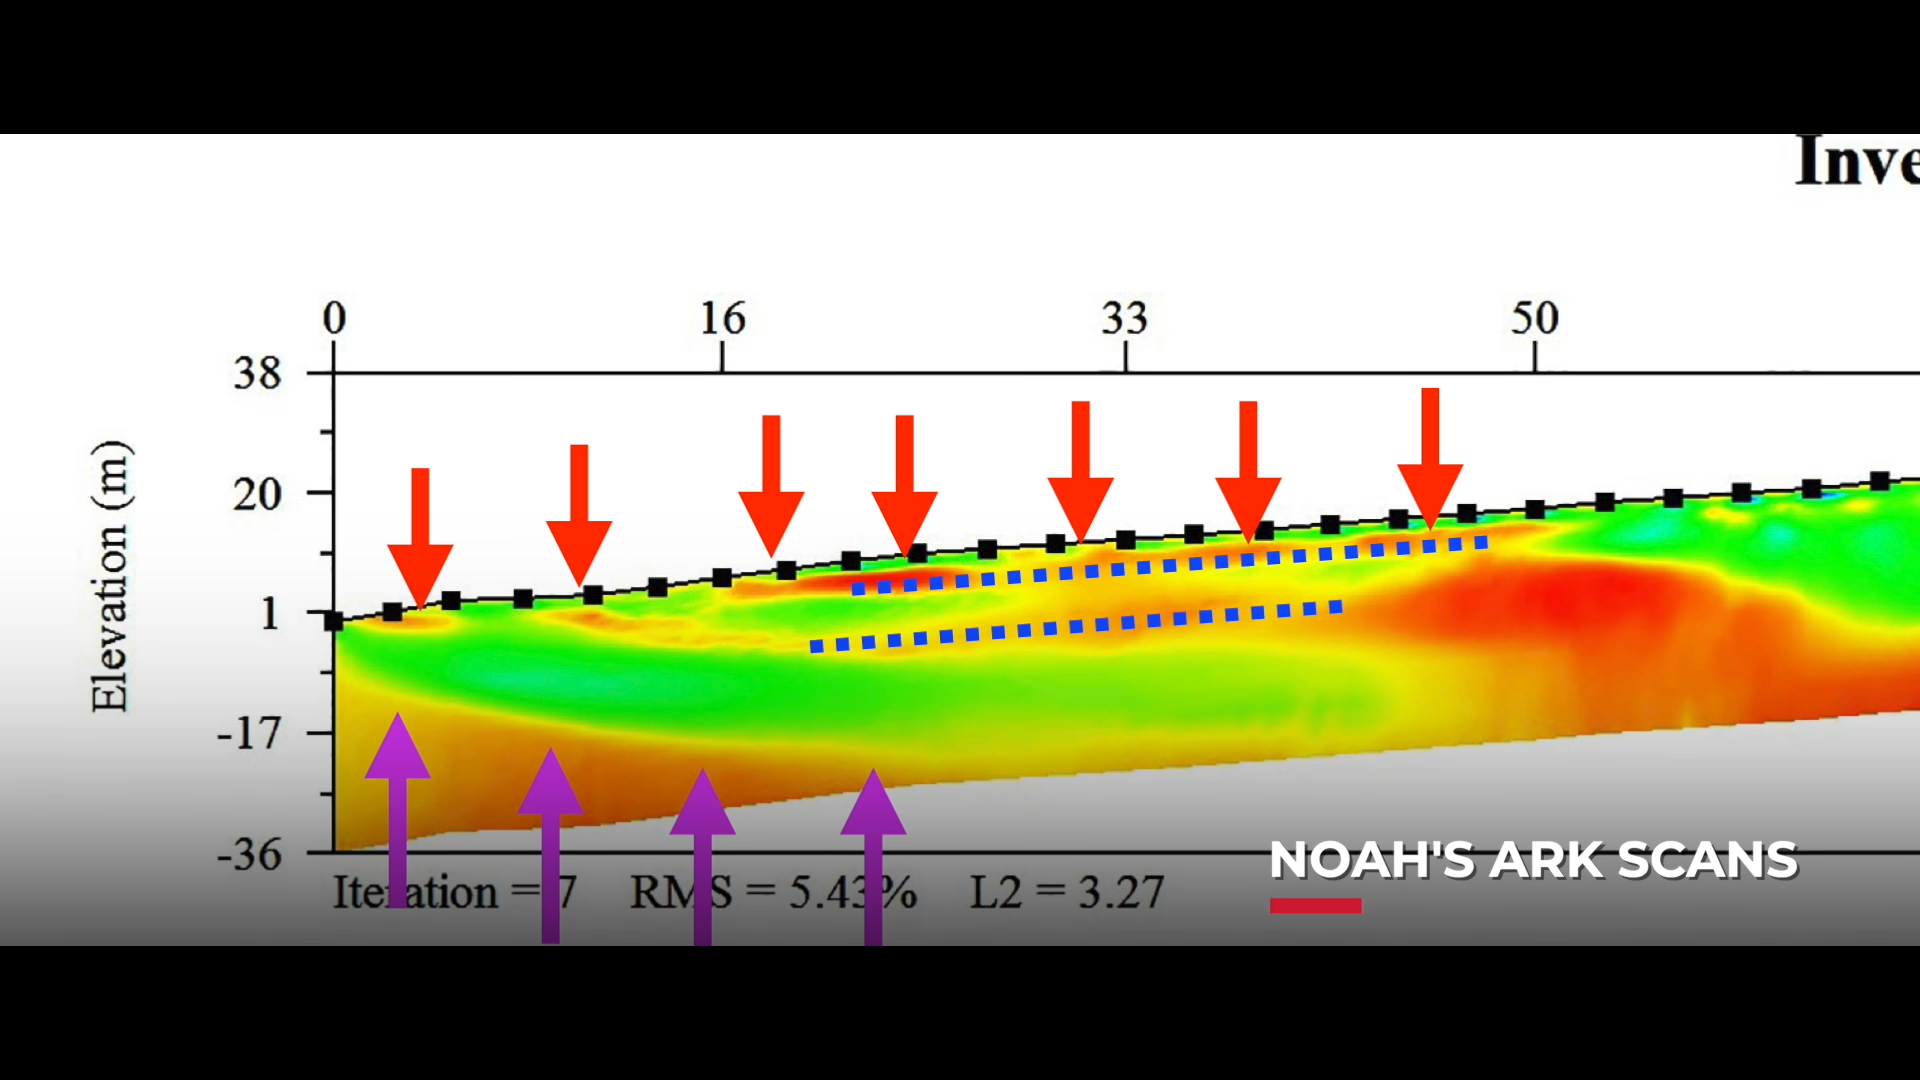 Inve
0 16 33 50
38
20
1
-17
-36
Elevation (m)
Iteration = 7 RMS = 5.43% L2 = 3.27
NOAH'S ARK SCANS